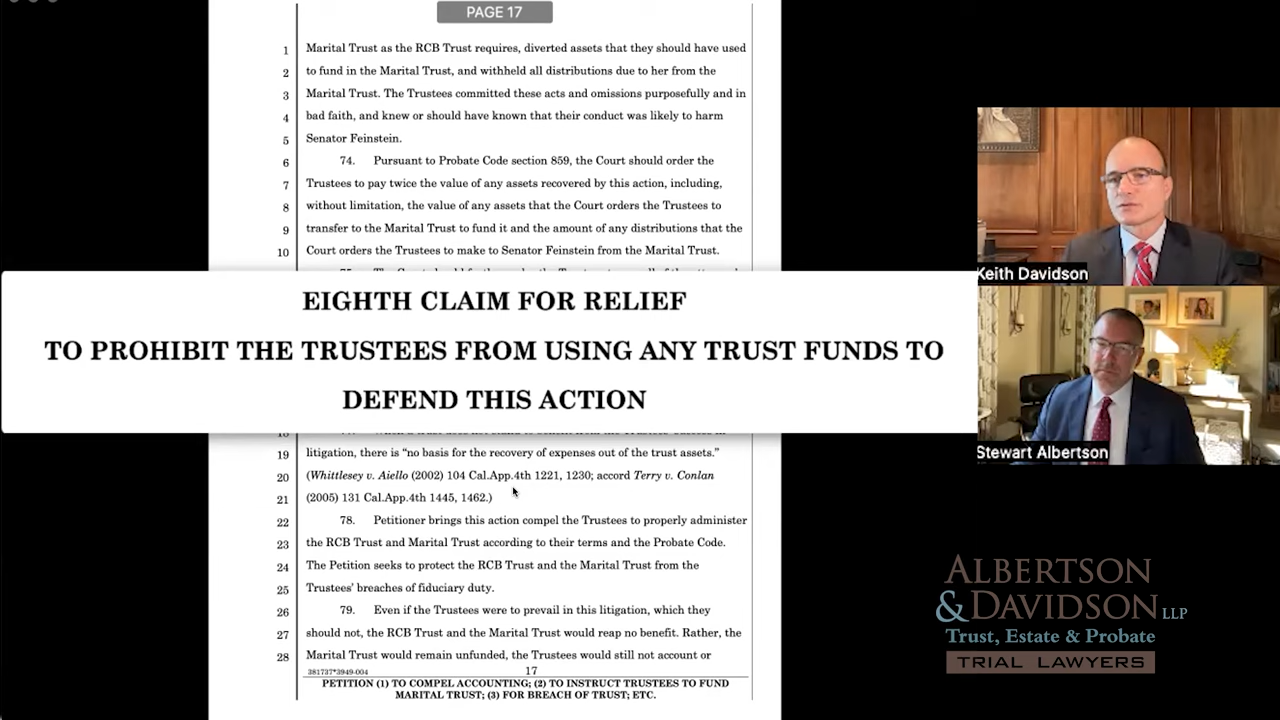 PAGE 17
1 Marital Trust as the RCB Trust requires, diverted assets that they should have used
2 to fund in the Marital Trust, and withheld all distributions due to her from the
3 Marital Trust. The Trustees committed these acts and omissions purposefully and in
4 bad faith, and knew or should have known that their conduct was likely to harm
5 Senator Feinstein.
6 74. Pursuant to Probate Code section 859, the Court should order the
7 Trustees to pay twice the value of any assets recovered by this action, including,
8 without limitation, the value of any assets that the Court orders the Trustees to
9 transfer to the Marital Trust to fund it and the amount of any distributions that the
10 Court orders the Trustees to make to Senator Feinstein from the Marital Trust.
EIGHTH CLAIM FOR RELIEF
TO PROHIBIT THE TRUSTEES FROM USING ANY TRUST FUNDS TO
DEFEND THIS ACTION
19 litigation, there is “no basis for the recovery of expenses out of the trust assets.”
20 (Whittlesey v. Aiello (2002) 104 Cal.App.4th 1221, 1230; accord Terry v. Conlan
21 (2005) 131 Cal.App.4th 1445, 1462.)
22 78. Petitioner brings this action compel the Trustees to properly administer
23 the RCB Trust and Marital Trust according to their terms and the Probate Code.
24 The Petition seeks to protect the RCB Trust and the Marital Trust from the
25 Trustees’ breaches of fiduciary duty.
26 79. Even if the Trustees were to prevail in this litigation, which they
27 should not, the RCB Trust and the Marital Trust would reap no benefit. Rather, the
28 Marital Trust would remain unfunded, the Trustees would still not account or
381737*3949-004
17
PETITION (1) TO COMPEL ACCOUNTING; (2) TO INSTRUCT TRUSTEES TO FUND
MARITAL TRUST; (3) FOR BREACH OF TRUST; ETC.
Keith Davidson
Stewart Albertson
ALBERTSON
& DAVIDSON LLP
Trust, Estate & Probate
TRIAL LAWYERS